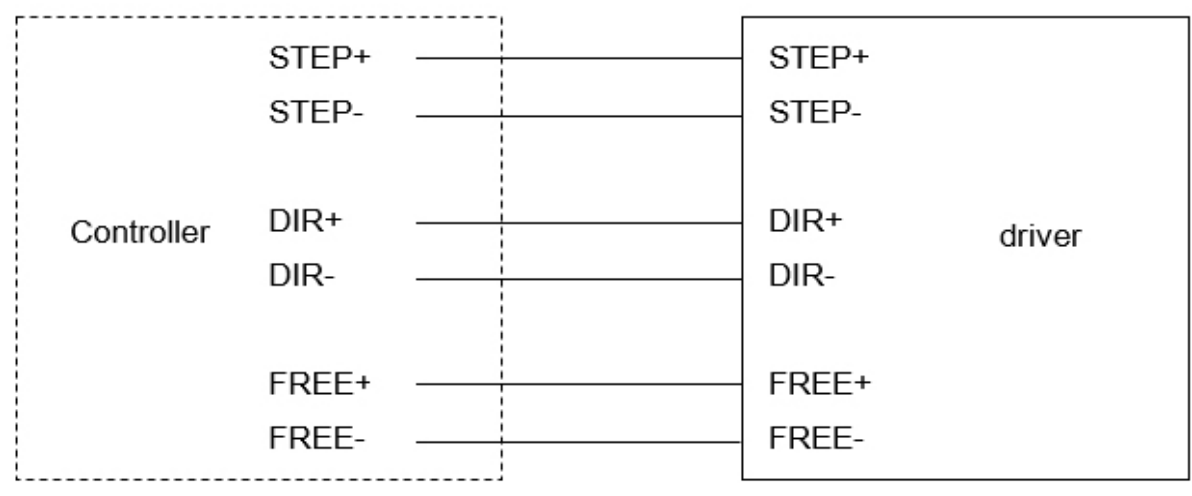 STEP+ STEP+
STEP- STEP-
DIR+ DIR+
Controller driver
DIR- DIR-
FREE+ FREE+
FREE- FREE-